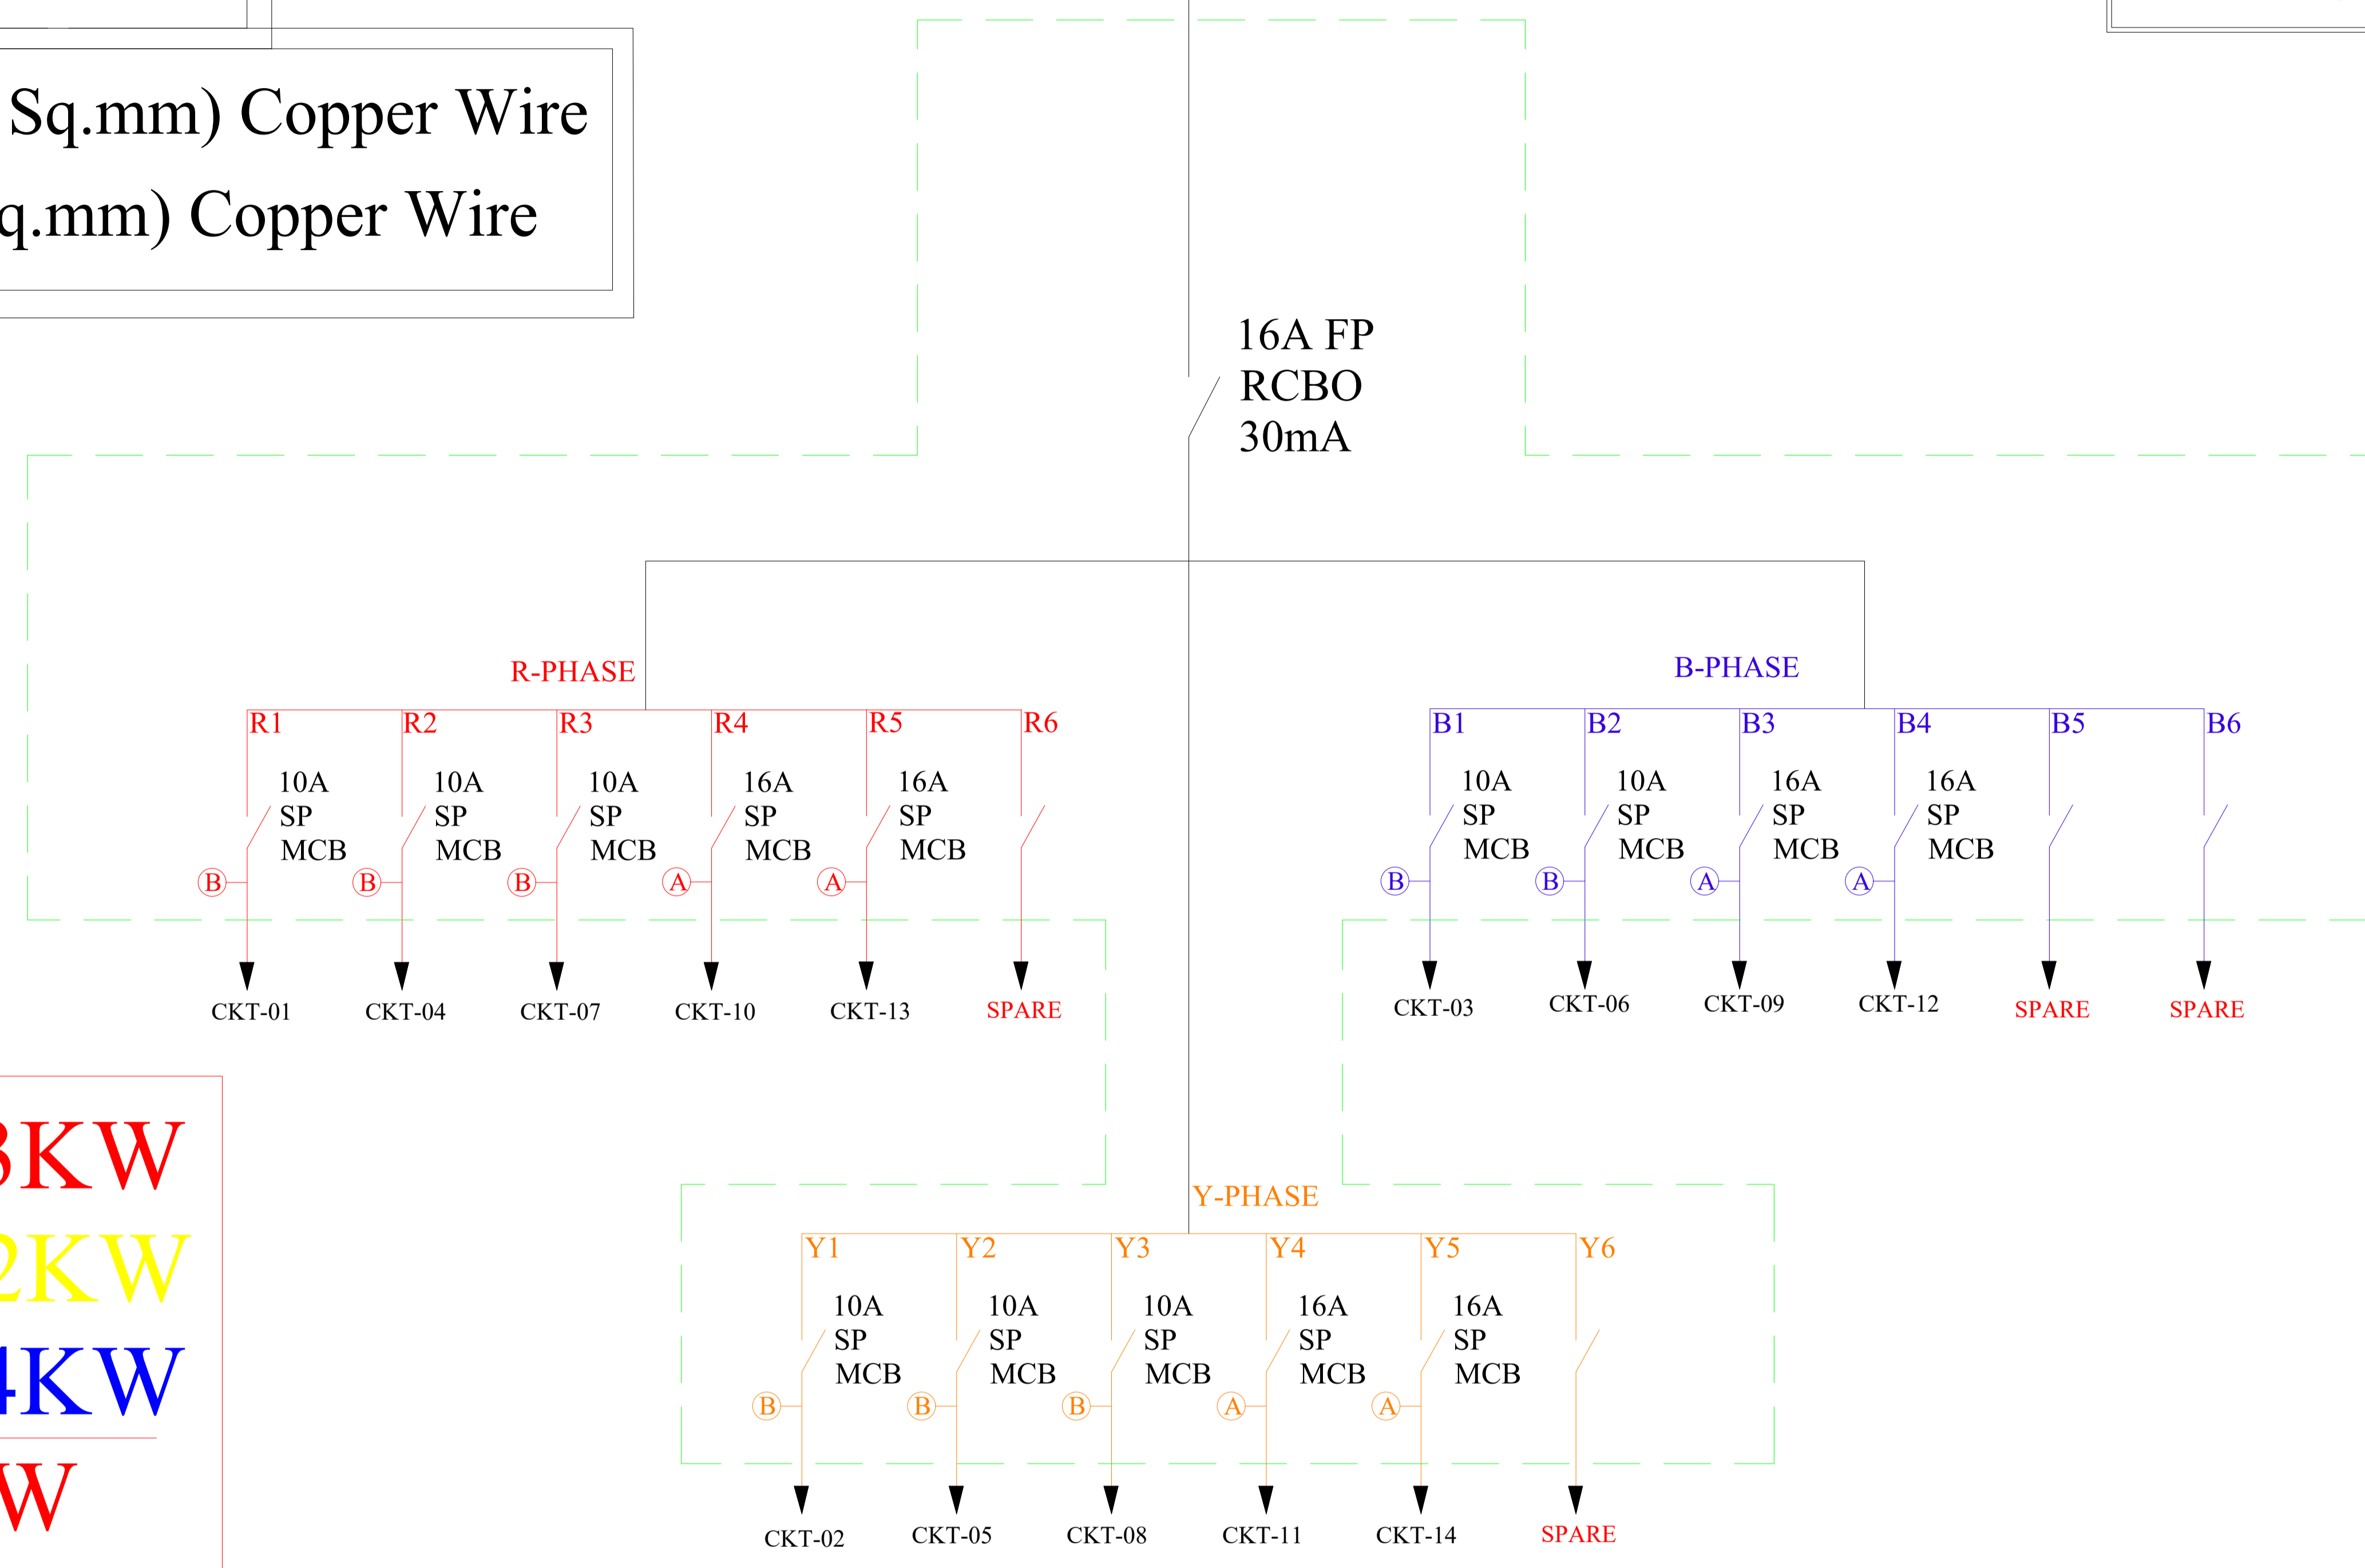 Sq.mm) Copper Wire
q.mm) Copper Wire
16A FP
RCBO
30mA
R-PHASE
R1 R2 R3 R4 R5 R6
10A 10A 10A 16A 16A
SP SP SP SP SP
MCB MCB MCB MCB MCB
B B B A A
CKT-01 CKT-04 CKT-07 CKT-10 CKT-13 SPARE
B-PHASE
B1 B2 B3 B4 B5 B6
10A 10A 16A 16A
SP SP SP SP
MCB MCB MCB MCB
B B A A
CKT-03 CKT-06 CKT-09 CKT-12 SPARE SPARE
3KW
2KW
4KW
W
Y-PHASE
Y1 Y2 Y3 Y4 Y5 Y6
10A 10A 10A 16A 16A
SP SP SP SP SP
MCB MCB MCB MCB MCB
B B B A A
CKT-02 CKT-05 CKT-08 CKT-11 CKT-14 SPARE